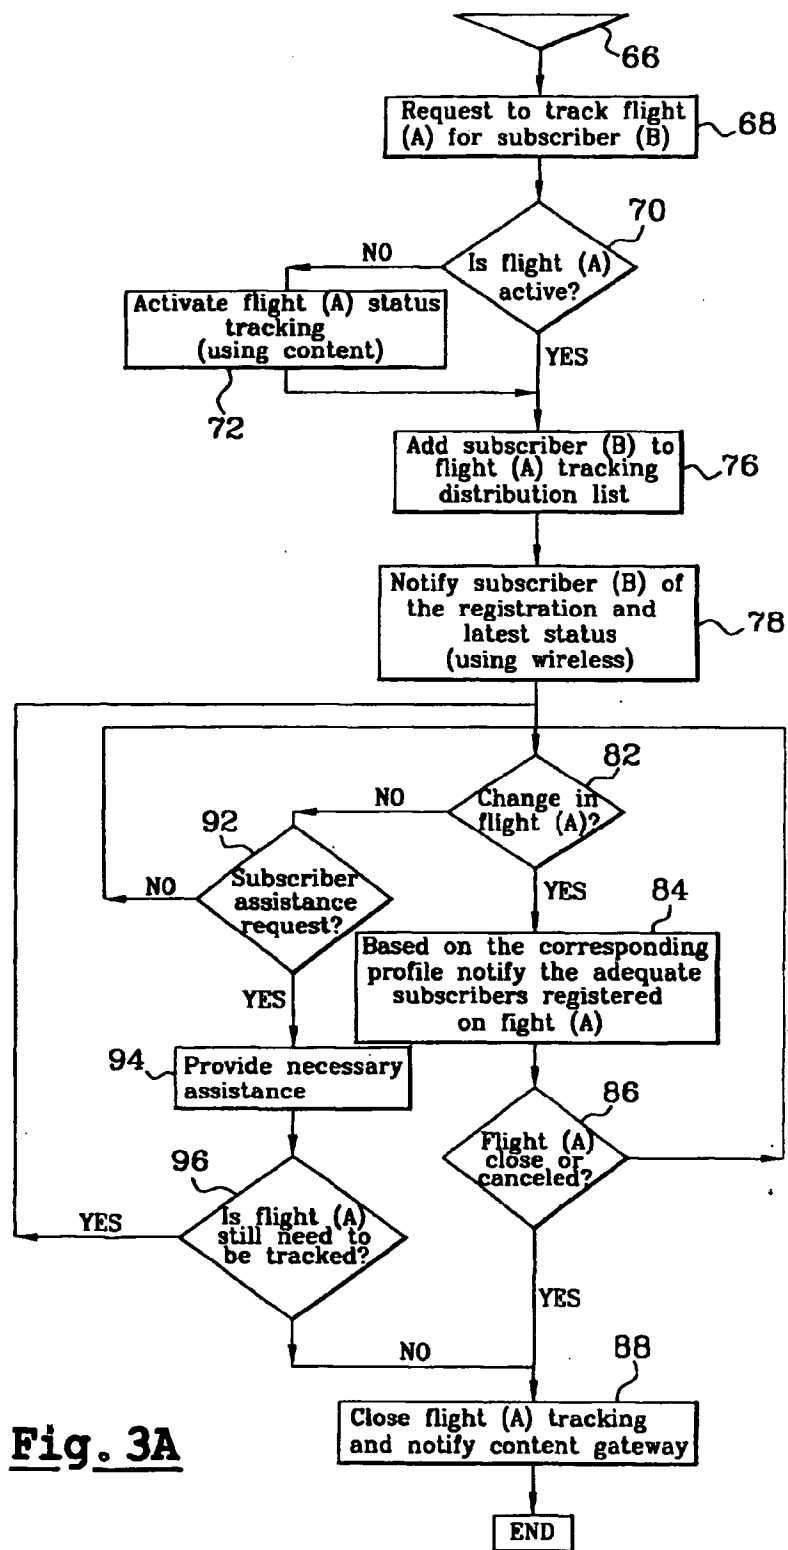 66
Request to track flight
(A) for subscriber (B)
68
70
NO
Is flight (A)
active?
Activate flight (A) status
tracking
(using content)
YES
72
Add subscriber (B) to
flight (A) tracking
distribution list
76
Notify subscriber (B) of
the registration and
latest status
(using wireless)
78
82
NO
Change in
flight (A)?
92
NO
Subscriber
assistance
request?
YES
84
Based on the corresponding
profile notify the adequate
subscribers registered
on fight (A)
YES
94
Provide necessary
assistance
86
Flight (A)
close or
canceled?
96
YES
Is flight (A)
still need to
be tracked?
YES
NO
88
Close flight (A) tracking
and notify content gateway
Fig. 3A
END